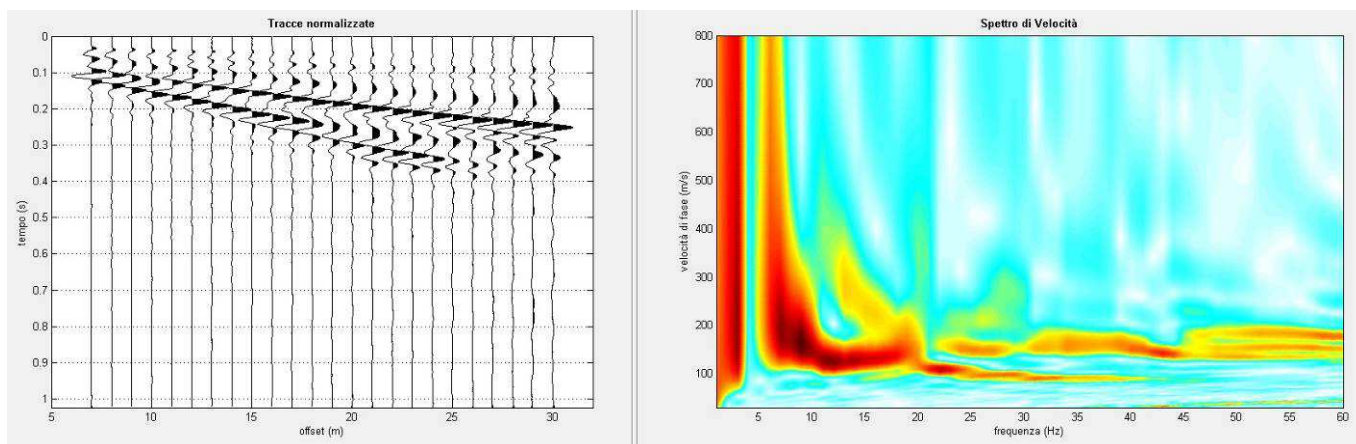 Tracce normalizzate
0
0.1
0.2
0.3
0.4
0.5
0.6
0.7
0.8
0.9
1
tempo (s)
5 10 15 20 25 30
offset (m)
Spettro di Velocità
800
700
600
500
400
300
200
100
velocità di fase (m/s)
5 10 15 20 25 30 35 40 45 50 55 60
frequenza (Hz)